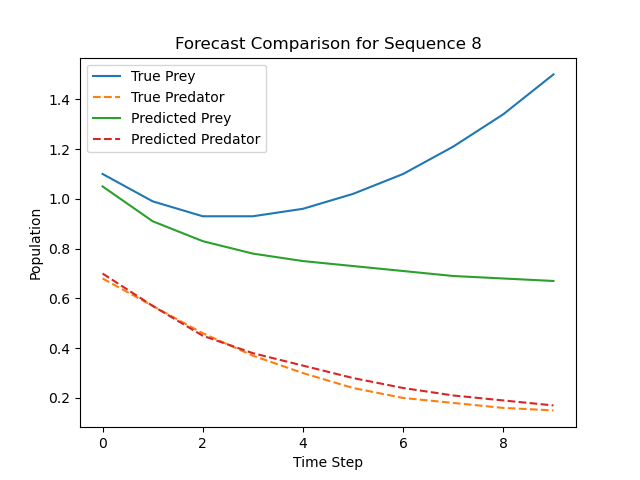 Forecast Comparison for Sequence 8
True Prey
True Predator
Predicted Prey
Predicted Predator
Population
1.4
1.2
1.0
0.8
0.6
0.4
0.2
0 2 4 6 8
Time Step